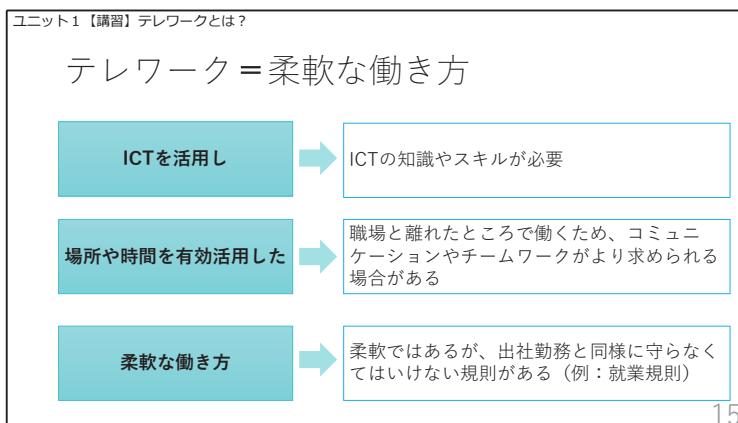 ユニット１【講習】テレワークとは？
テレワーク＝柔軟な働き方
ICTを活用し
ICTの知識やスキルが必要
場所や時間を有効活用した
職場と離れたところで働くため、コミュニ
ケーションやチームワークがより求められる
場合がある
柔軟な働き方
柔軟ではあるが、出社勤務と同様に守らなく
てはいけない規則がある（例：就業規則）
15